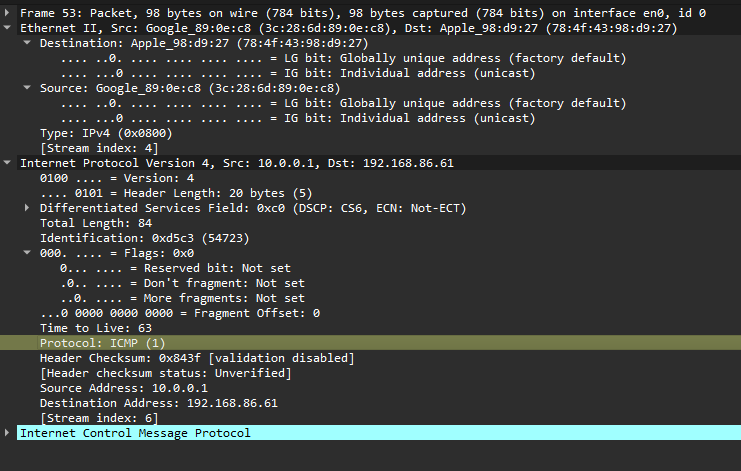 Frame 53: Packet, 98 bytes on wire (784 bits), 98 bytes captured (784 bits) on interface en0, id 0
Ethernet II, Src: Google_89:0e:c8 (3c:28:6d:89:0e:c8), Dst: Apple_98:d9:27 (78:4f:43:98:d9:27)
Destination: Apple_98:d9:27 (78:4f:43:98:d9:27)
.... ..0. .... .... .... .... = LG bit: Globally unique address (factory default)
.... ...0 .... .... .... .... = IG bit: Individual address (unicast)
Source: Google_89:0e:c8 (3c:28:6d:89:0e:c8)
.... ..0. .... .... .... .... = LG bit: Globally unique address (factory default)
.... ...0 .... .... .... .... = IG bit: Individual address (unicast)
Type: IPv4 (0x0800)
[Stream index: 4]
Internet Protocol Version 4, Src: 10.0.0.1, Dst: 192.168.86.61
0100 .... = Version: 4
.... 0101 = Header Length: 20 bytes (5)
Differentiated Services Field: 0xc0 (DSCP: CS6, ECN: Not-ECT)
Total Length: 84
Identification: 0xd5c3 (54723)
000. .... = Flags: 0x0
0... .... = Reserved bit: Not set
.0.. .... = Don't fragment: Not set
..0. .... = More fragments: Not set
...0 0000 0000 0000 = Fragment Offset: 0
Time to Live: 63
Protocol: ICMP (1)
Header Checksum: 0x843f [validation disabled]
[Header checksum status: Unverified]
Source Address: 10.0.0.1
Destination Address: 192.168.86.61
[Stream index: 6]
Internet Control Message Protocol